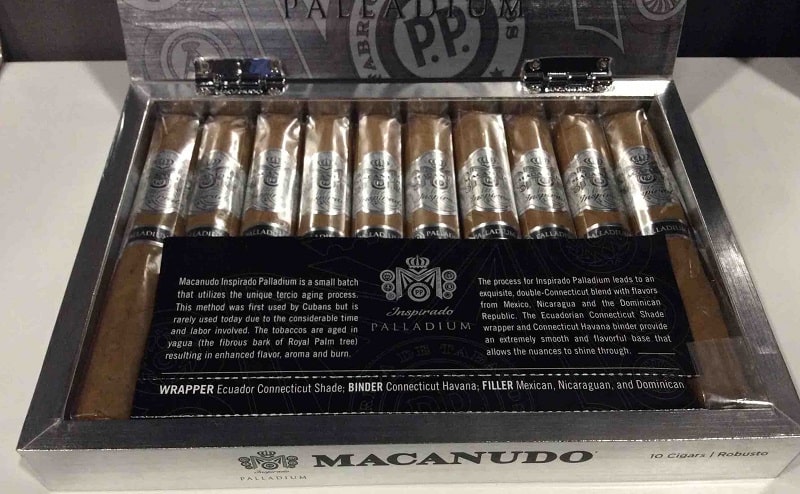 PALLADIUM
P.P.
Macanudo Inspirado Palladium is a small batch
that utilizes the unique tercio aging process.
This method was first used by Cubans but is
rarely used today due to the considerable time
and labor involved. The tobaccos are aged in
yagua (the fibrous bark of Royal Palm tree)
resulting in enhanced flavor, aroma and burn.
Inspirado
PALLADIUM
The process for Inspirado Palladium leads to an
exquisite, double-Connecticut blend with flavors
from Mexico, Nicaragua and the Dominican
Republic. The Ecuadorian Connecticut Shade
wrapper and Connecticut Havana binder provide
an extremely smooth and flavorful base that
allows the nuances to shine through.
WRAPPER Ecuador Connecticut Shade; BINDER Connecticut Havana; FILLER Mexican, Nicaraguan, and Dominican
Inspirado
PALLADIUM
MACANUDO
10 Cigars | Robusto